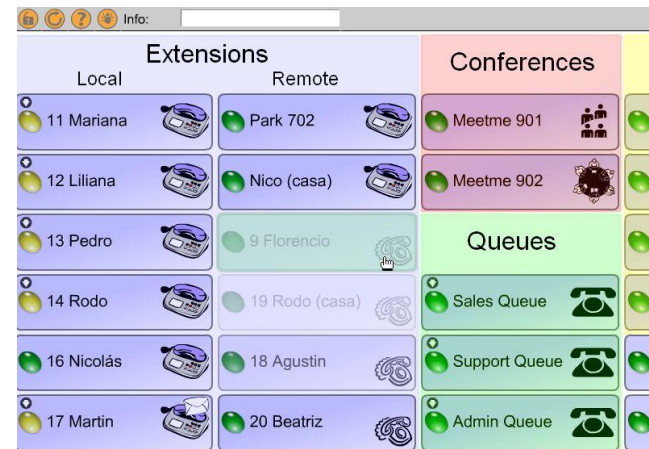 Info:
Extensions
Conferences
Local
Remote
11 Mariana
Park 702
Meetme 901
12 Liliana
Nico (casa)
Meetme 902
13 Pedro
9 Florencio
Queues
14 Rodo
19 Rodo (casa)
Sales Queue
16 Nicolás
18 Agustin
Support Queue
17 Martin
20 Beatriz
Admin Queue